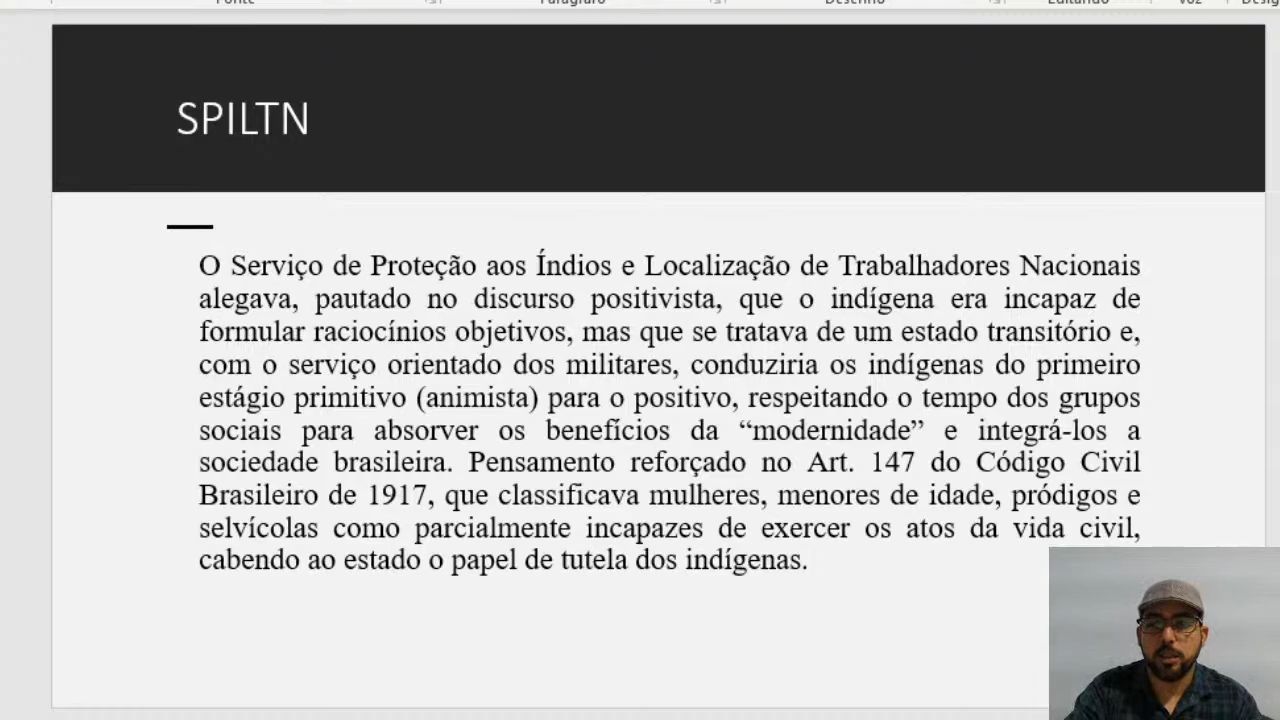 Fonte
Parágrafo
Desenho
Editando
Voz
SPILTN
O Serviço de Proteção aos Índios e Localização de Trabalhadores Nacionais
alegava, pautado no discurso positivista, que o indígena era incapaz de
formular raciocínios objetivos, mas que se tratava de um estado transitório e,
com o serviço orientado dos militares, conduziria os indígenas do primeiro
estágio primitivo (animista) para o positivo, respeitando o tempo dos grupos
sociais para absorver os benefícios da “modernidade” e integrá-los a
sociedade brasileira. Pensamento reforçado no Art. 147 do Código Civil
Brasileiro de 1917, que classificava mulheres, menores de idade, pródigos e
selvícolas como parcialmente incapazes de exercer os atos da vida civil,
cabendo ao estado o papel de tutela dos indígenas.